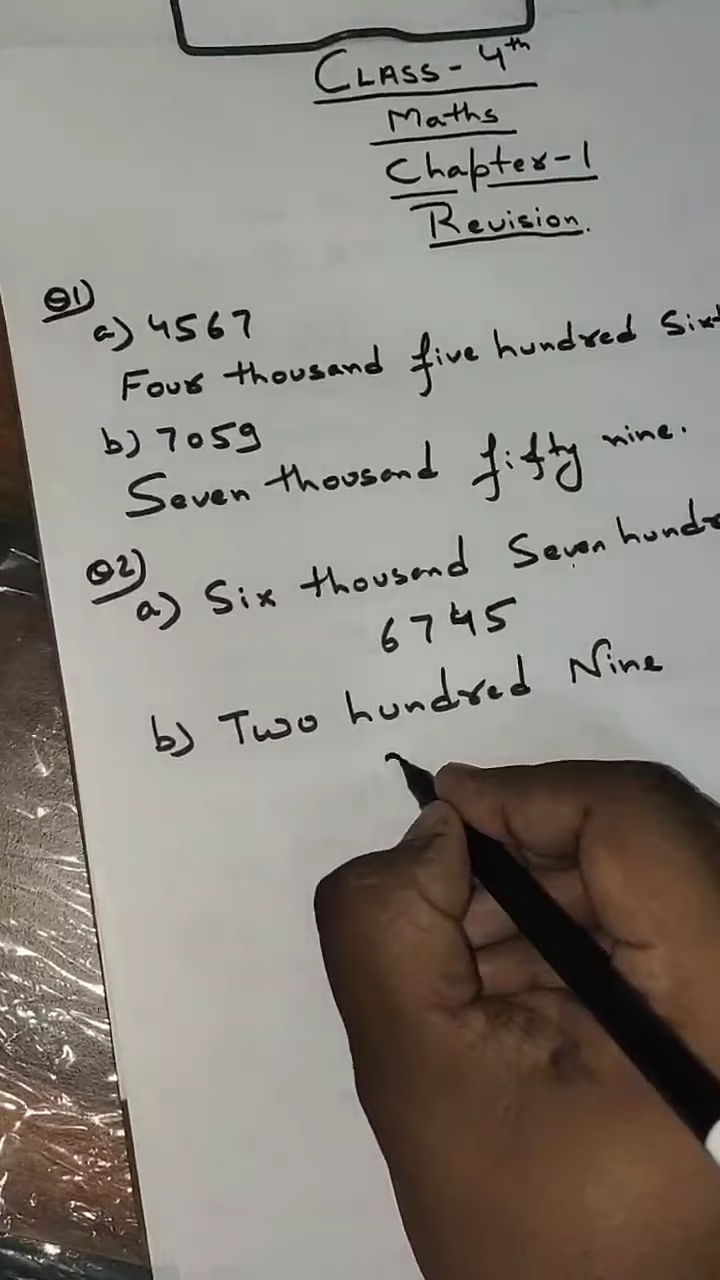 CLASS - 4th
Maths
Chapter-1
Revision.
Q1)
a) 4567
Four thousand five hundred
b) 7059
Seven thousand fifty nine.
Q2)
a) Six thousand Seven
6745
b) Two hundred Nine